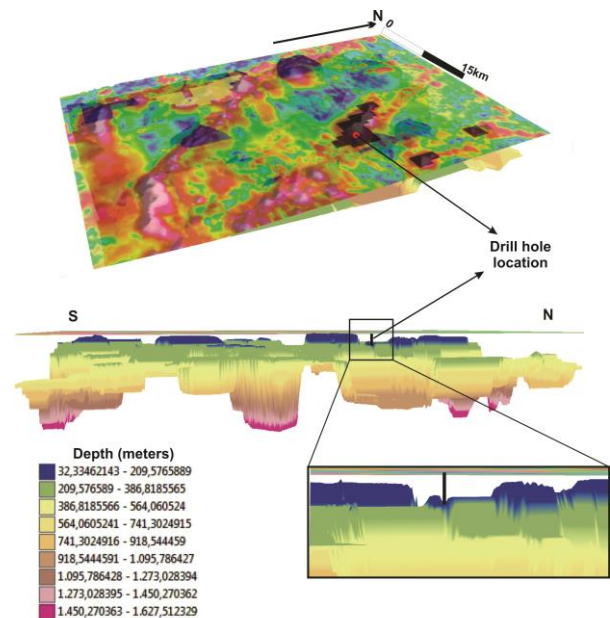 N
0
15km
Drill hole
location
S
N
Depth (meters)
32,33462143 - 209,5765889
209,576589 - 386,8185565
386,8185566 - 564,060524
564,0605241 - 741,3024915
741,3024916 - 918,544459
918,5444591 - 1.095,786427
1.095,786428 - 1.273,028394
1.273,028395 - 1.450,270362
1.450,270363 - 1.627,512329